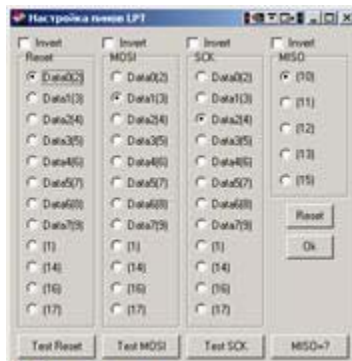 Настройка пинов LPT
Invert Invert Invert Invert
Reset MOSI SCK MISO
Data0(2) Data0(2) Data0(2) (10)
Data1(3) Data1(3) Data1(3) (11)
Data2(4) Data2(4) Data2(4) (12)
Data3(5) Data3(5) Data3(5) (13)
Data4(6) Data4(6) Data4(6) (15)
Data5(7) Data5(7) Data5(7)
Data6(8) Data6(8) Data6(8) Reset
Data7(9) Data7(9) Data7(9)
(1) (1) (1) Ok
(14) (14) (14)
(16) (16) (16)
(17) (17) (17)
Test Reset Test MOSI Test SCK MISO=?